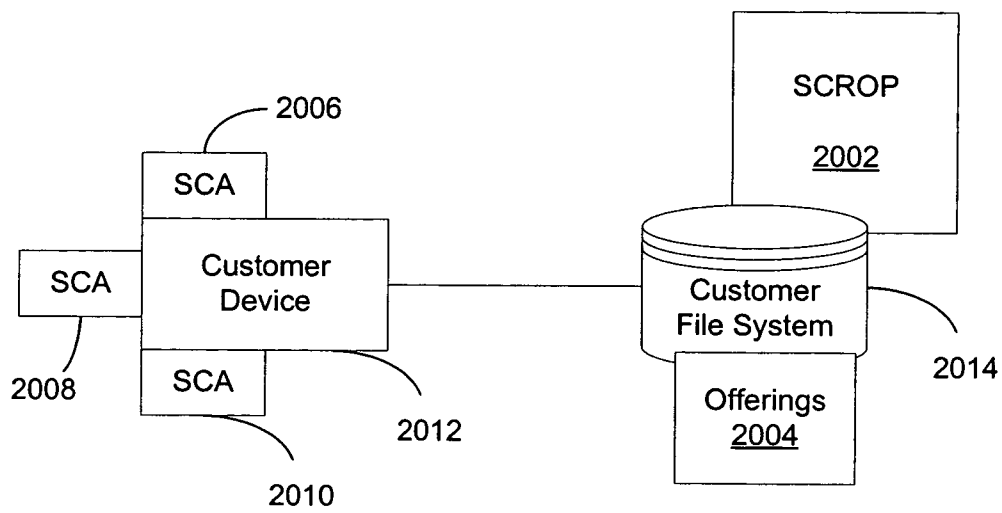 SCROP
2002
2006
SCA
SCA
Customer
Device
Customer
File System
2008
SCA
2014
Offerings
2004
2012
2010